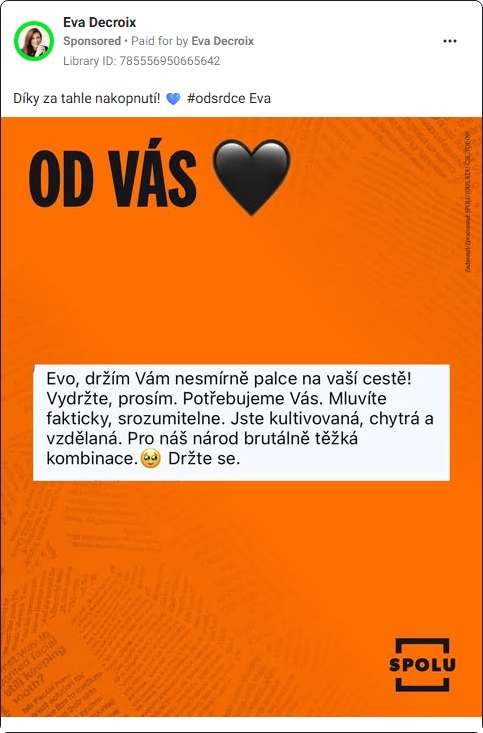 Eva Decroix
Sponsored • Paid for by Eva Decroix
Library ID: 785556950665642
Díky za tahle nakopnutí! 💙 #odsrdce Eva
OD VÁS 🖤
Evo, držím Vám nesmírně palce na vaší cestě!
Vydržte, prosím. Potřebujeme Vás. Mluvíte
fakticky, srozumitelne. Jste kultivovaná, chytrá a
vzdělaná. Pro náš národ brutálně těžká
kombinace.🥹 Držte se.
SPOLU